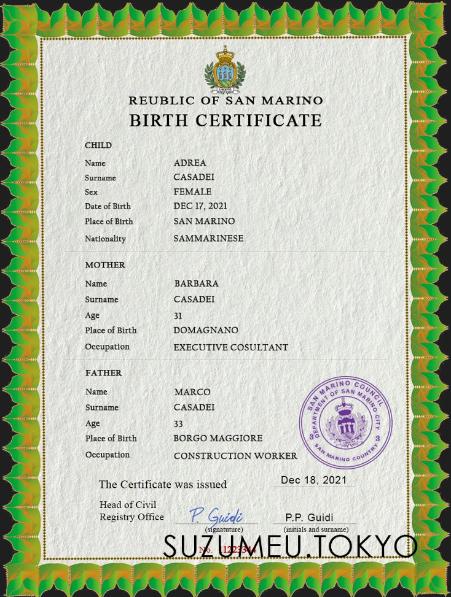 REUBLIC OF SAN MARINO
BIRTH CERTIFICATE
CHILD
Name ADREA
Surname CASADEI
Sex FEMALE
Date of Birth DEC 17, 2021
Place of Birth SAN MARINO
Nationality SAMMARINESE
MOTHER
Name BARBARA
Surname CASADEI
Age 31
Place of Birth DOMAGNANO
Occupation EXECUTIVE COSULTANT
FATHER
Name MARCO
Surname CASADEI
Age 33
Place of Birth BORGO MAGGIORE
Occupation CONSTRUCTION WORKER
SAN MARINO COUNCIL
DEPARTMENT OF SAN MARINO CITY
SAN MARINO COUNTRY
The Certificate was issued Dec 18, 2021
Head of Civil
Registry Office P. Guidi P.P. Guidi
(signature) (initials and surname)
SUZUMEU.TOKYO